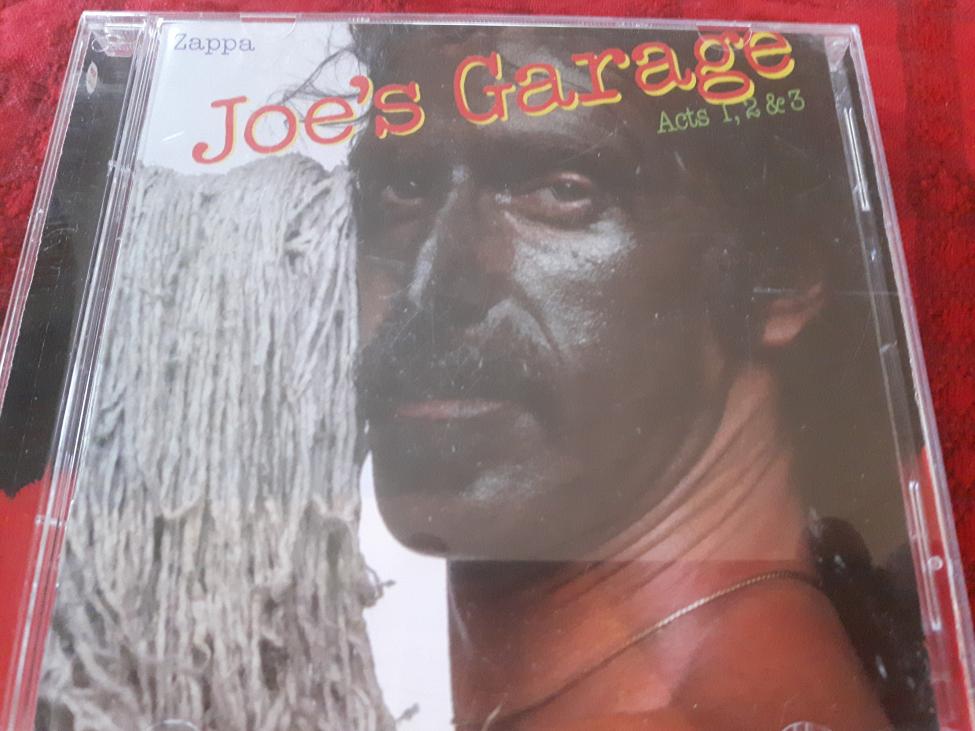 Zappa
Joe's Garage
Acts 1, 2 & 3